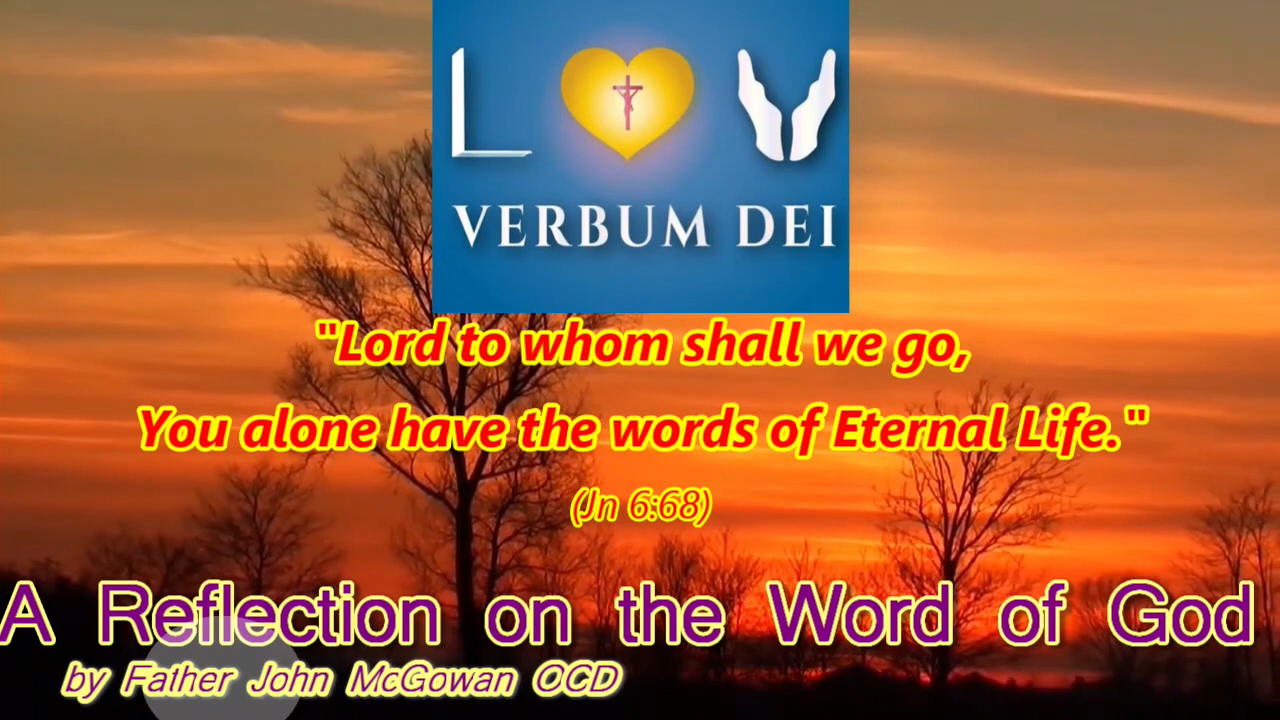 L V
VERBUM DEI
"Lord to whom shall we go,
You alone have the words of Eternal Life."
(Jn 6:68)
A Reflection on the Word of God
by Father John McGowan OCD